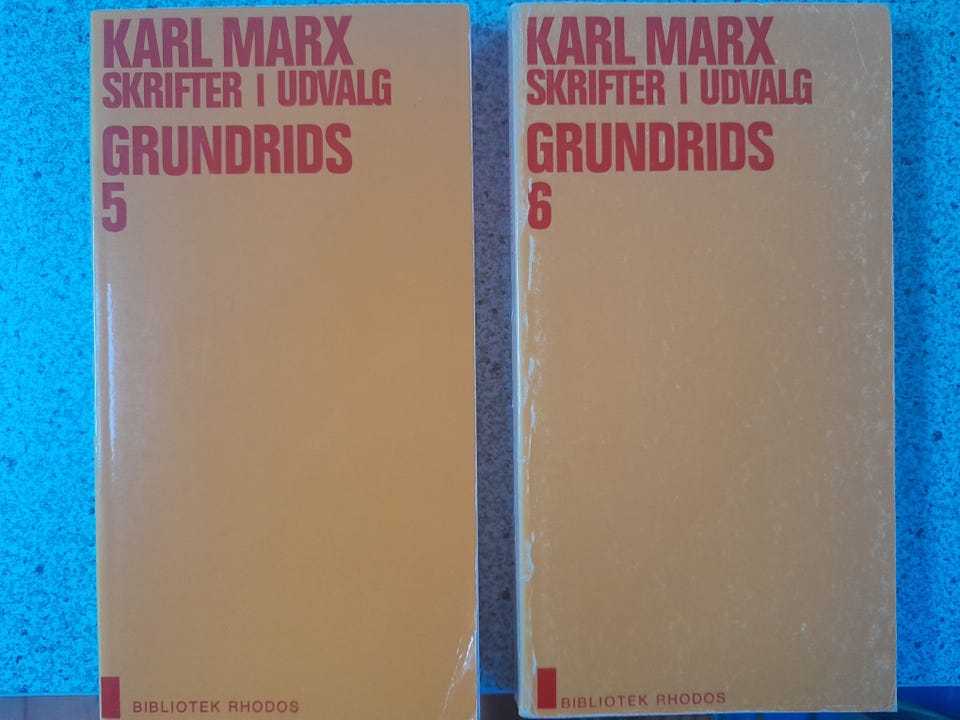 KARL MARX
SKRIFTER I UDVALG
GRUNDRIDS
5
BIBLIOTEK RHODOS
KARL MARX
SKRIFTER I UDVALG
GRUNDRIDS
6
BIBLIOTEK RHODOS